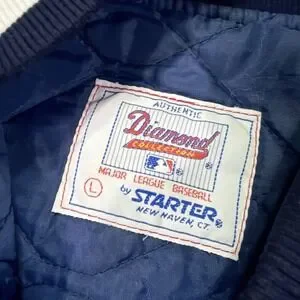 AUTHENTIC
Diamond
COLLECTION
MAJOR LEAGUE BASEBALL
L
by STARTER
NEW HAVEN, CT